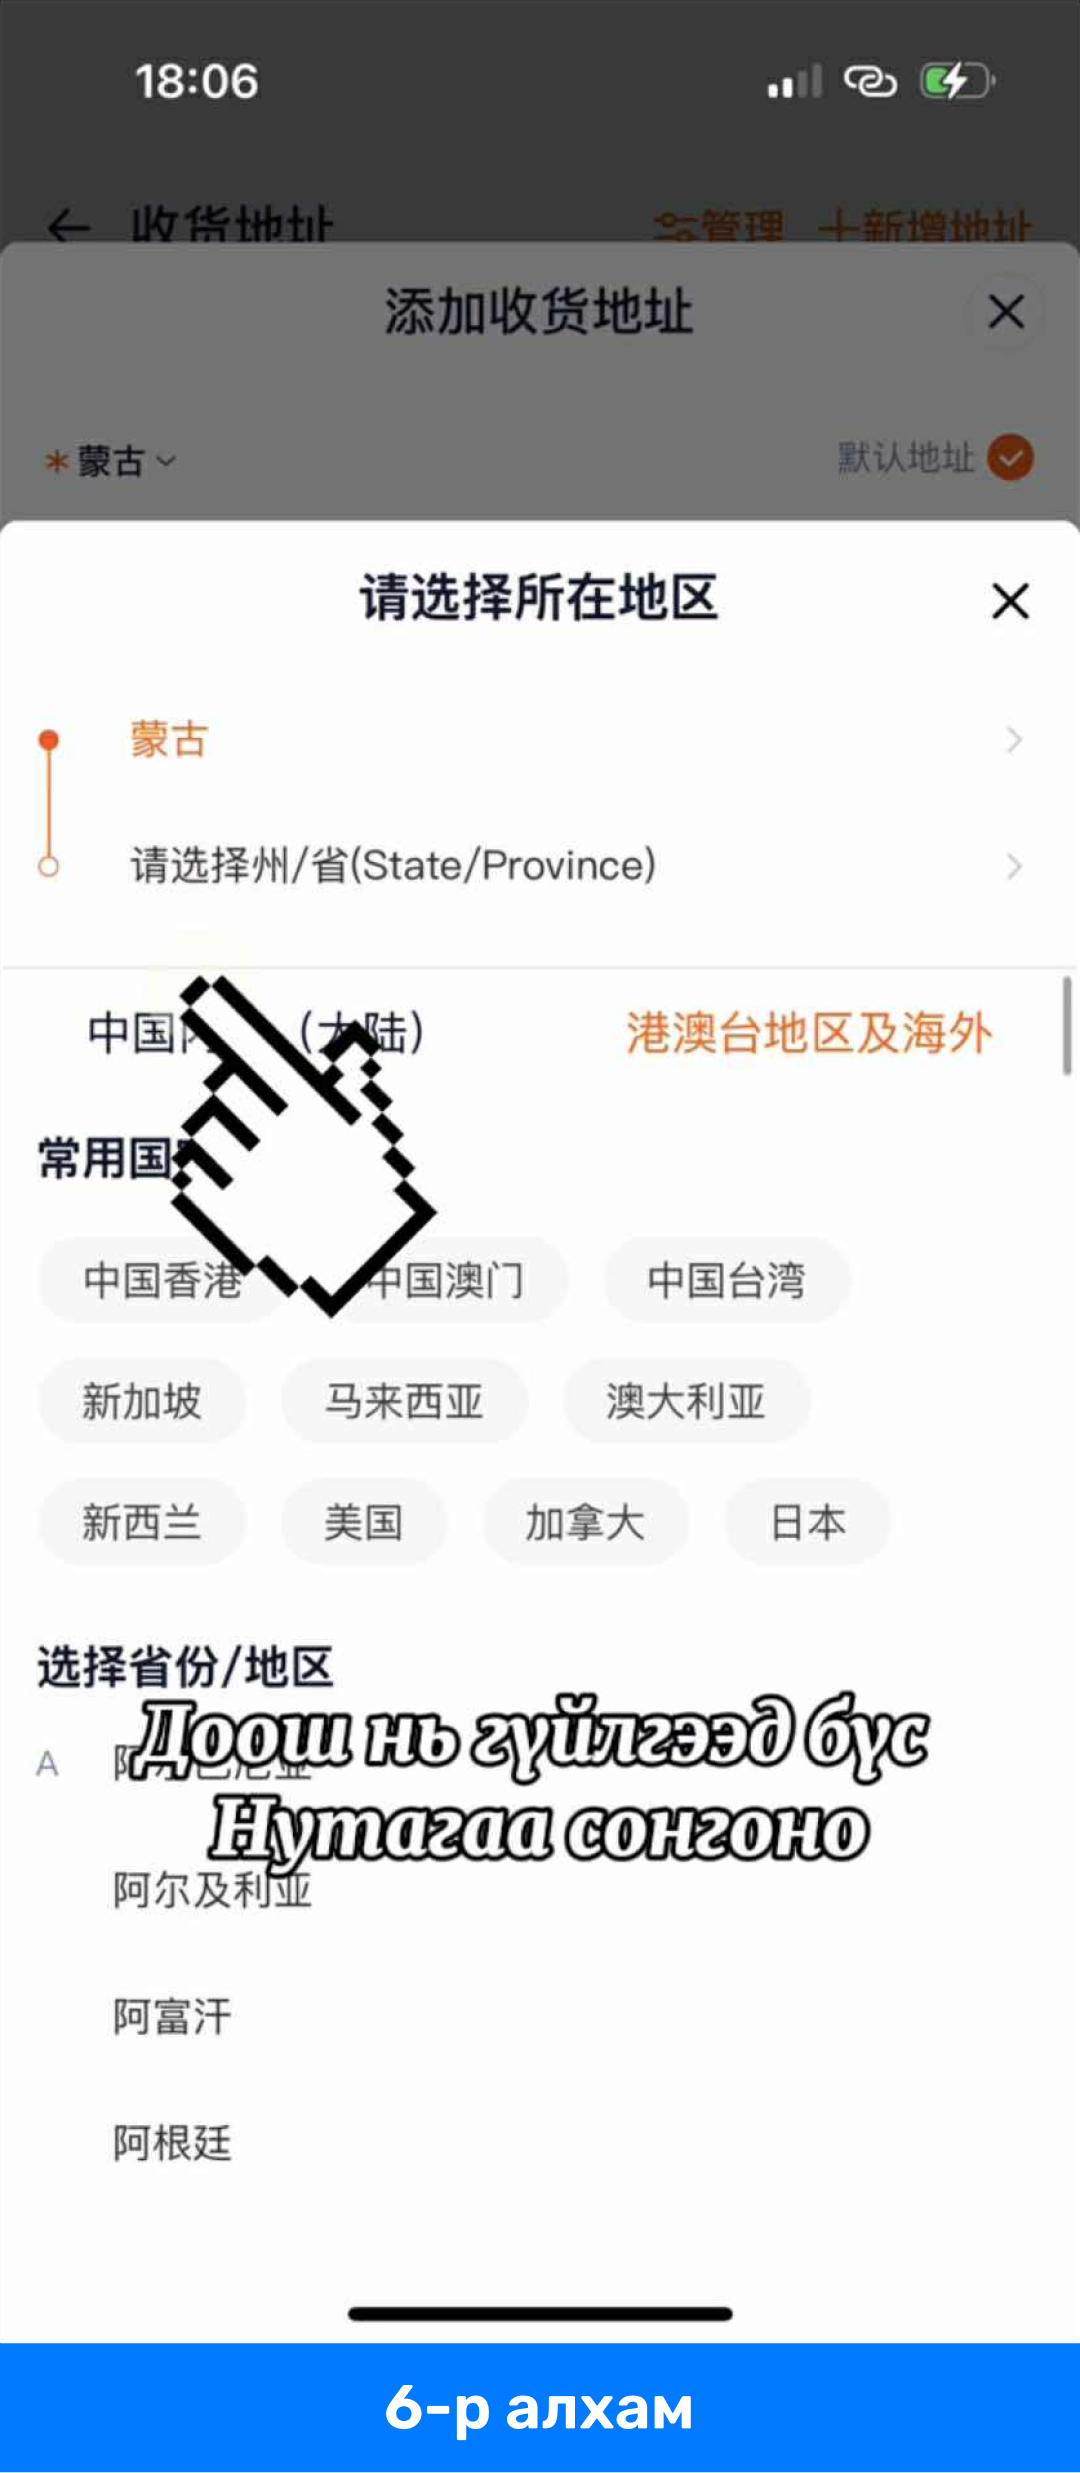 18:06
收货地址 管理 新增地址
添加收货地址
* 蒙古 默认地址
请选择所在地区
蒙古
请选择州/省(State/Province)
中国 (大陆) 港澳台地区及海外
常用国
中国香港 中国澳门 中国台湾
新加坡 马来西亚 澳大利亚
新西兰 美国 加拿大 日本
选择省份/地区
Доош нь гүйлгээд бүс
A
Нутагаа сонгоно
阿尔及利亚
阿富汗
阿根廷
6-р алхам